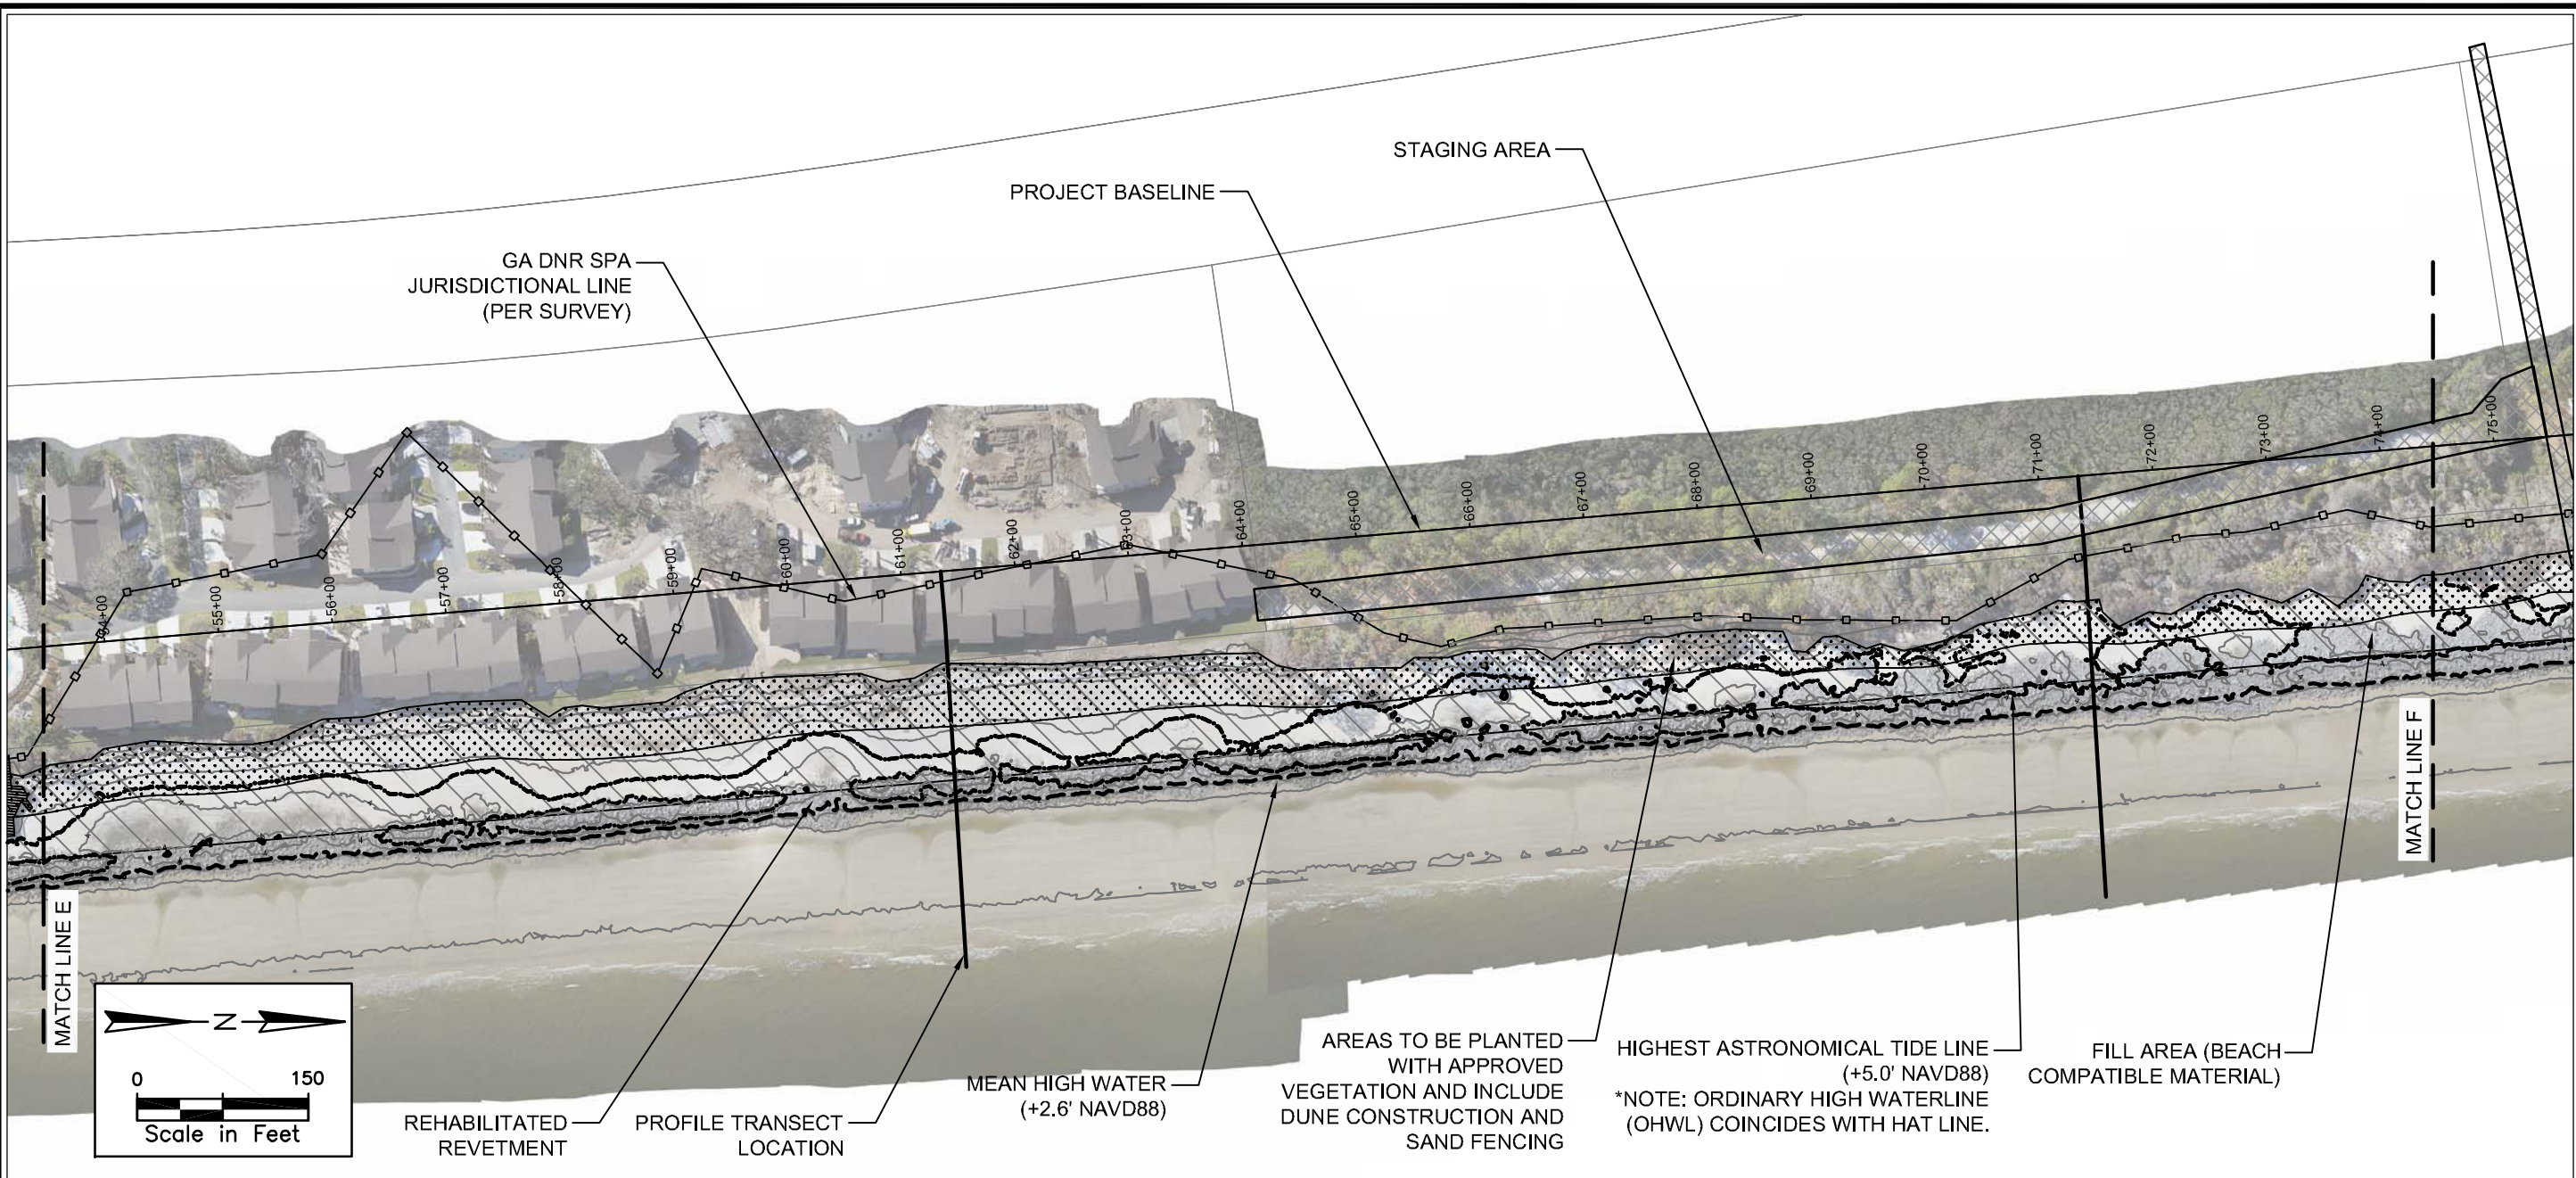 STAGING AREA
PROJECT BASELINE
GA DNR SPA
JURISDICTIONAL LINE
(PER SURVEY)
54+00
55+00
56+00
57+00
58+00
59+00
60+00
61+00
62+00
63+00
64+00
65+00
66+00
67+00
68+00
69+00
70+00
71+00
72+00
73+00
74+00
75+00
MATCH LINE E
MATCH LINE F
N
0 150
Scale in Feet
REHABILITATED
REVETMENT
PROFILE TRANSECT
LOCATION
MEAN HIGH WATER
(+2.6' NAVD88)
AREAS TO BE PLANTED
WITH APPROVED
VEGETATION AND INCLUDE
DUNE CONSTRUCTION AND
SAND FENCING
HIGHEST ASTRONOMICAL TIDE LINE
(+5.0' NAVD88)
*NOTE: ORDINARY HIGH WATERLINE
(OHWL) COINCIDES WITH HAT LINE.
FILL AREA (BEACH
COMPATIBLE MATERIAL)